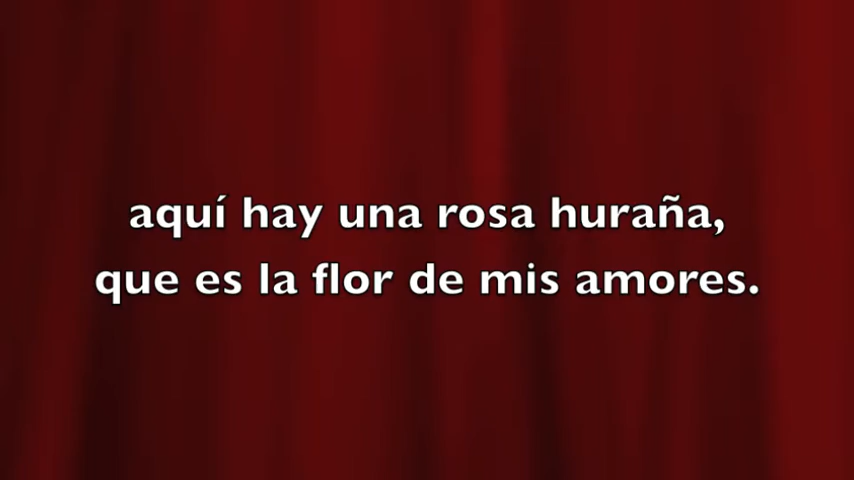 aquí hay una rosa huraña,
que es la flor de mis amores.